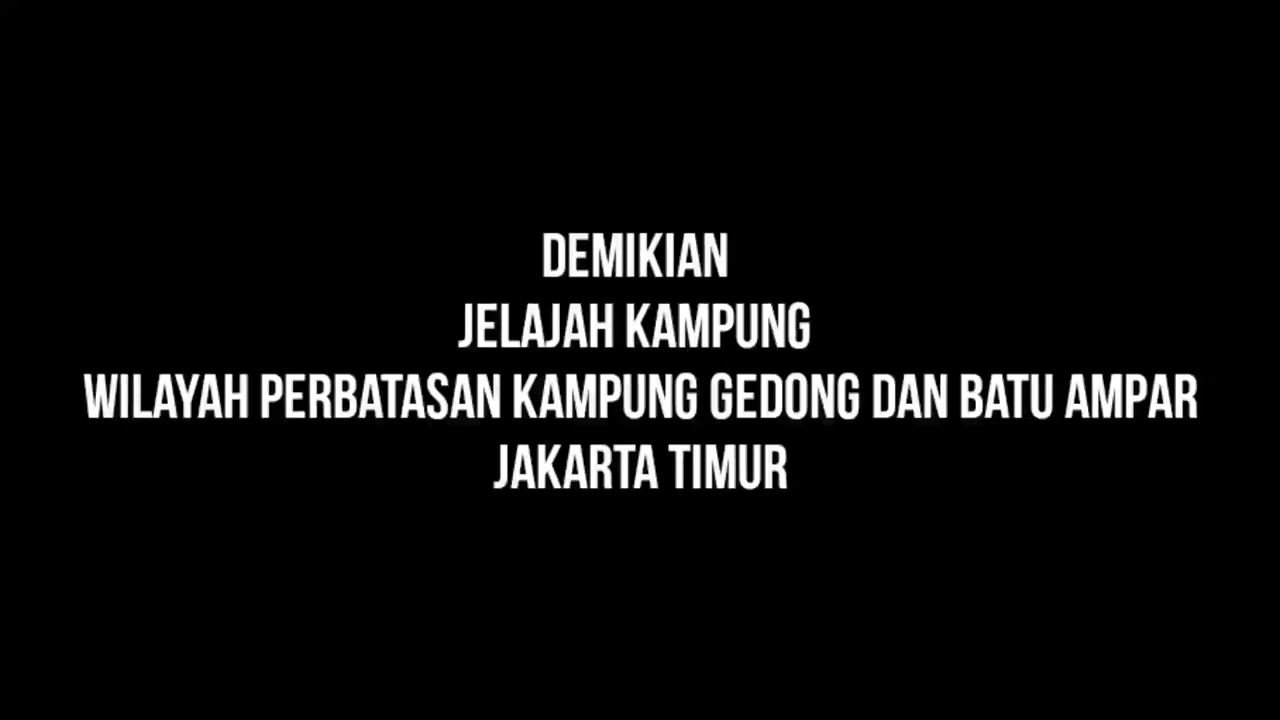 DEMIKIAN
JELAJAH KAMPUNG
WILAYAH PERBATASAN KAMPUNG GEDONG DAN BATU AMPAR
JAKARTA TIMUR